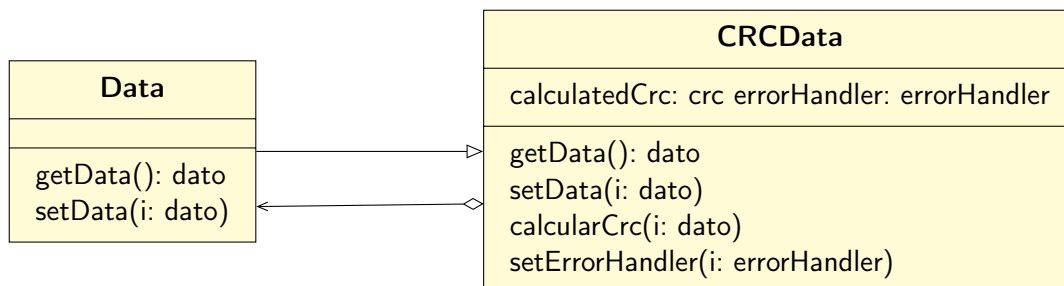 Data
getData(): dato
setData(i: dato)
CRCData
calculatedCrc: crc errorHandler: errorHandler
getData(): dato
setData(i: dato)
calcularCrc(i: dato)
setErrorHandler(i: errorHandler)